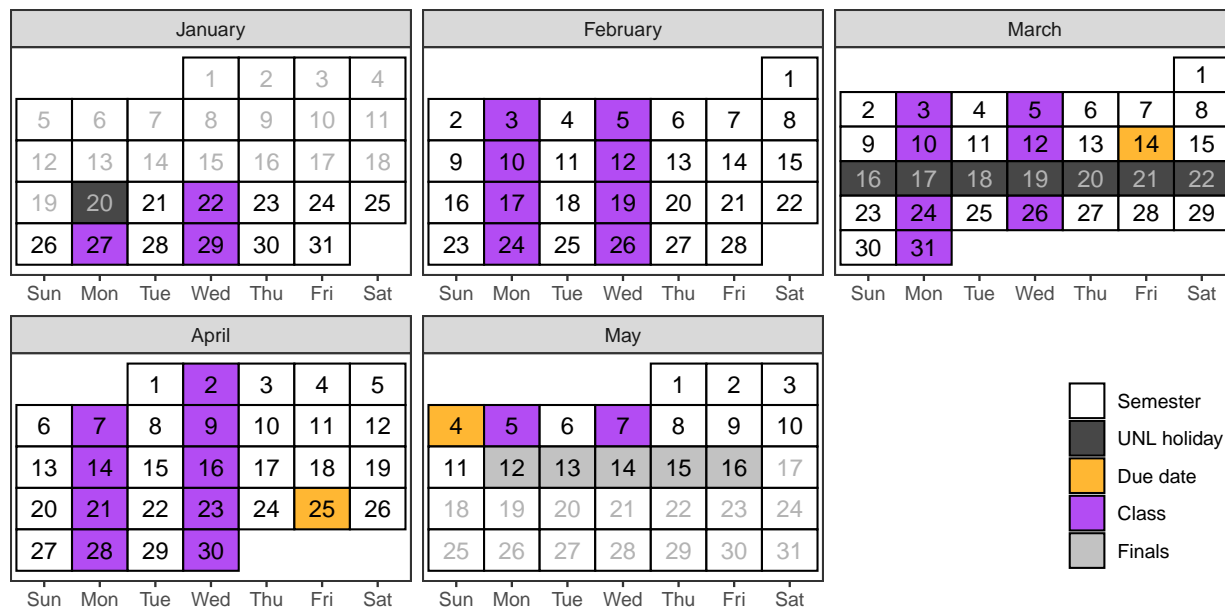 January
1 2 3 4
5 6 7 8 9 10 11
12 13 14 15 16 17 18
19 20 21 22 23 24 25
26 27 28 29 30 31
Sun Mon Tue Wed Thu Fri Sat
February
1
2 3 4 5 6 7 8
9 10 11 12 13 14 15
16 17 18 19 20 21 22
23 24 25 26 27 28
Sun Mon Tue Wed Thu Fri Sat
March
1
2 3 4 5 6 7 8
9 10 11 12 13 14 15
16 17 18 19 20 21 22
23 24 25 26 27 28 29
30 31
Sun Mon Tue Wed Thu Fri Sat
April
1 2 3 4 5
6 7 8 9 10 11 12
13 14 15 16 17 18 19
20 21 22 23 24 25 26
27 28 29 30
Sun Mon Tue Wed Thu Fri Sat
May
1 2 3
4 5 6 7 8 9 10
11 12 13 14 15 16 17
18 19 20 21 22 23 24
25 26 27 28 29 30 31
Sun Mon Tue Wed Thu Fri Sat
Semester
UNL holiday
Due date
Class
Finals